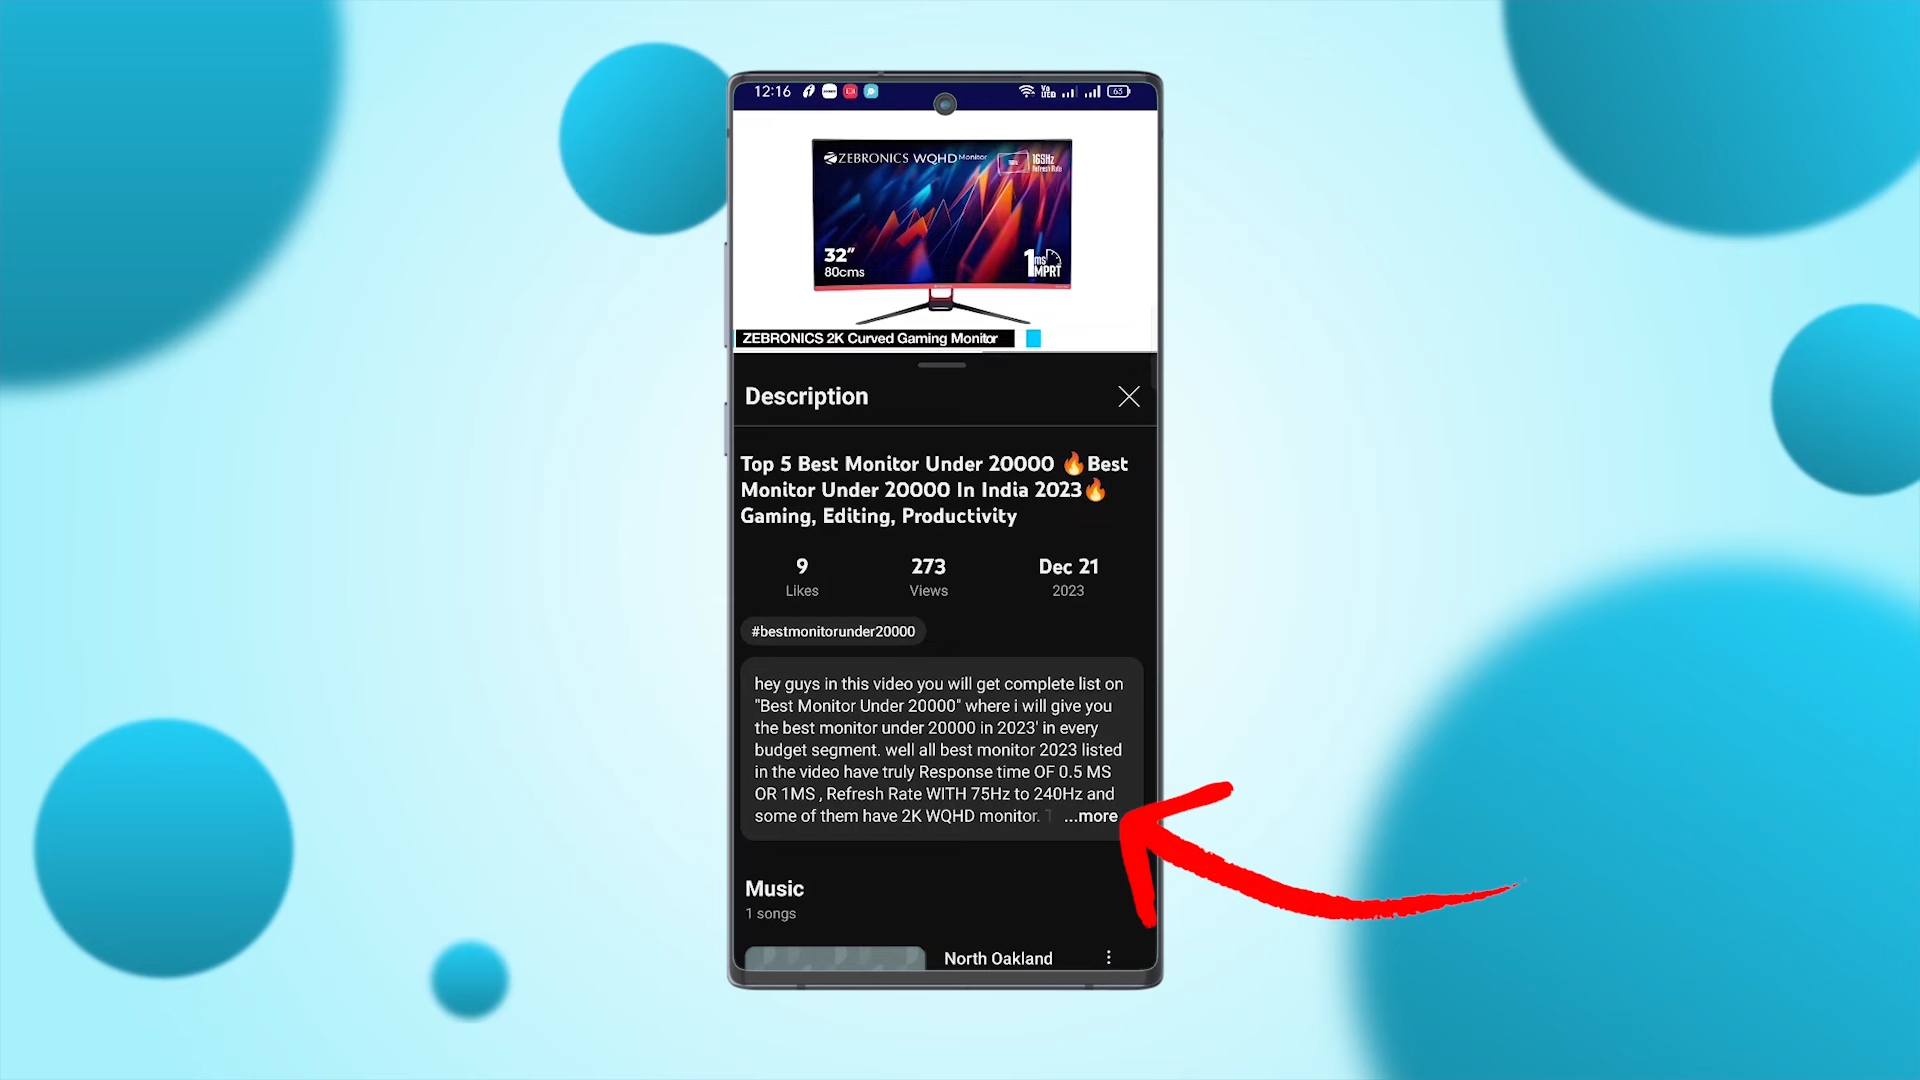 12:16
Vo
LTE
63
ZEBRONICS WQHD Monitor
165Hz
Refresh Rate
32"
80cms
1ms
MPRT
ZEBRONICS 2K Curved Gaming Monitor
Description
Top 5 Best Monitor Under 20000 🔥Best
Monitor Under 20000 In India 2023🔥
Gaming, Editing, Productivity
9
Likes
273
Views
Dec 21
2023
#bestmonitorunder20000
hey guys in this video you will get complete list on
"Best Monitor Under 20000" where i will give you
the best monitor under 20000 in 2023' in every
budget segment. well all best monitor 2023 listed
in the video have truly Response time OF 0.5 MS
OR 1MS , Refresh Rate WITH 75Hz to 240Hz and
some of them have 2K WQHD monitor. T ...more
Music
1 songs
North Oakland